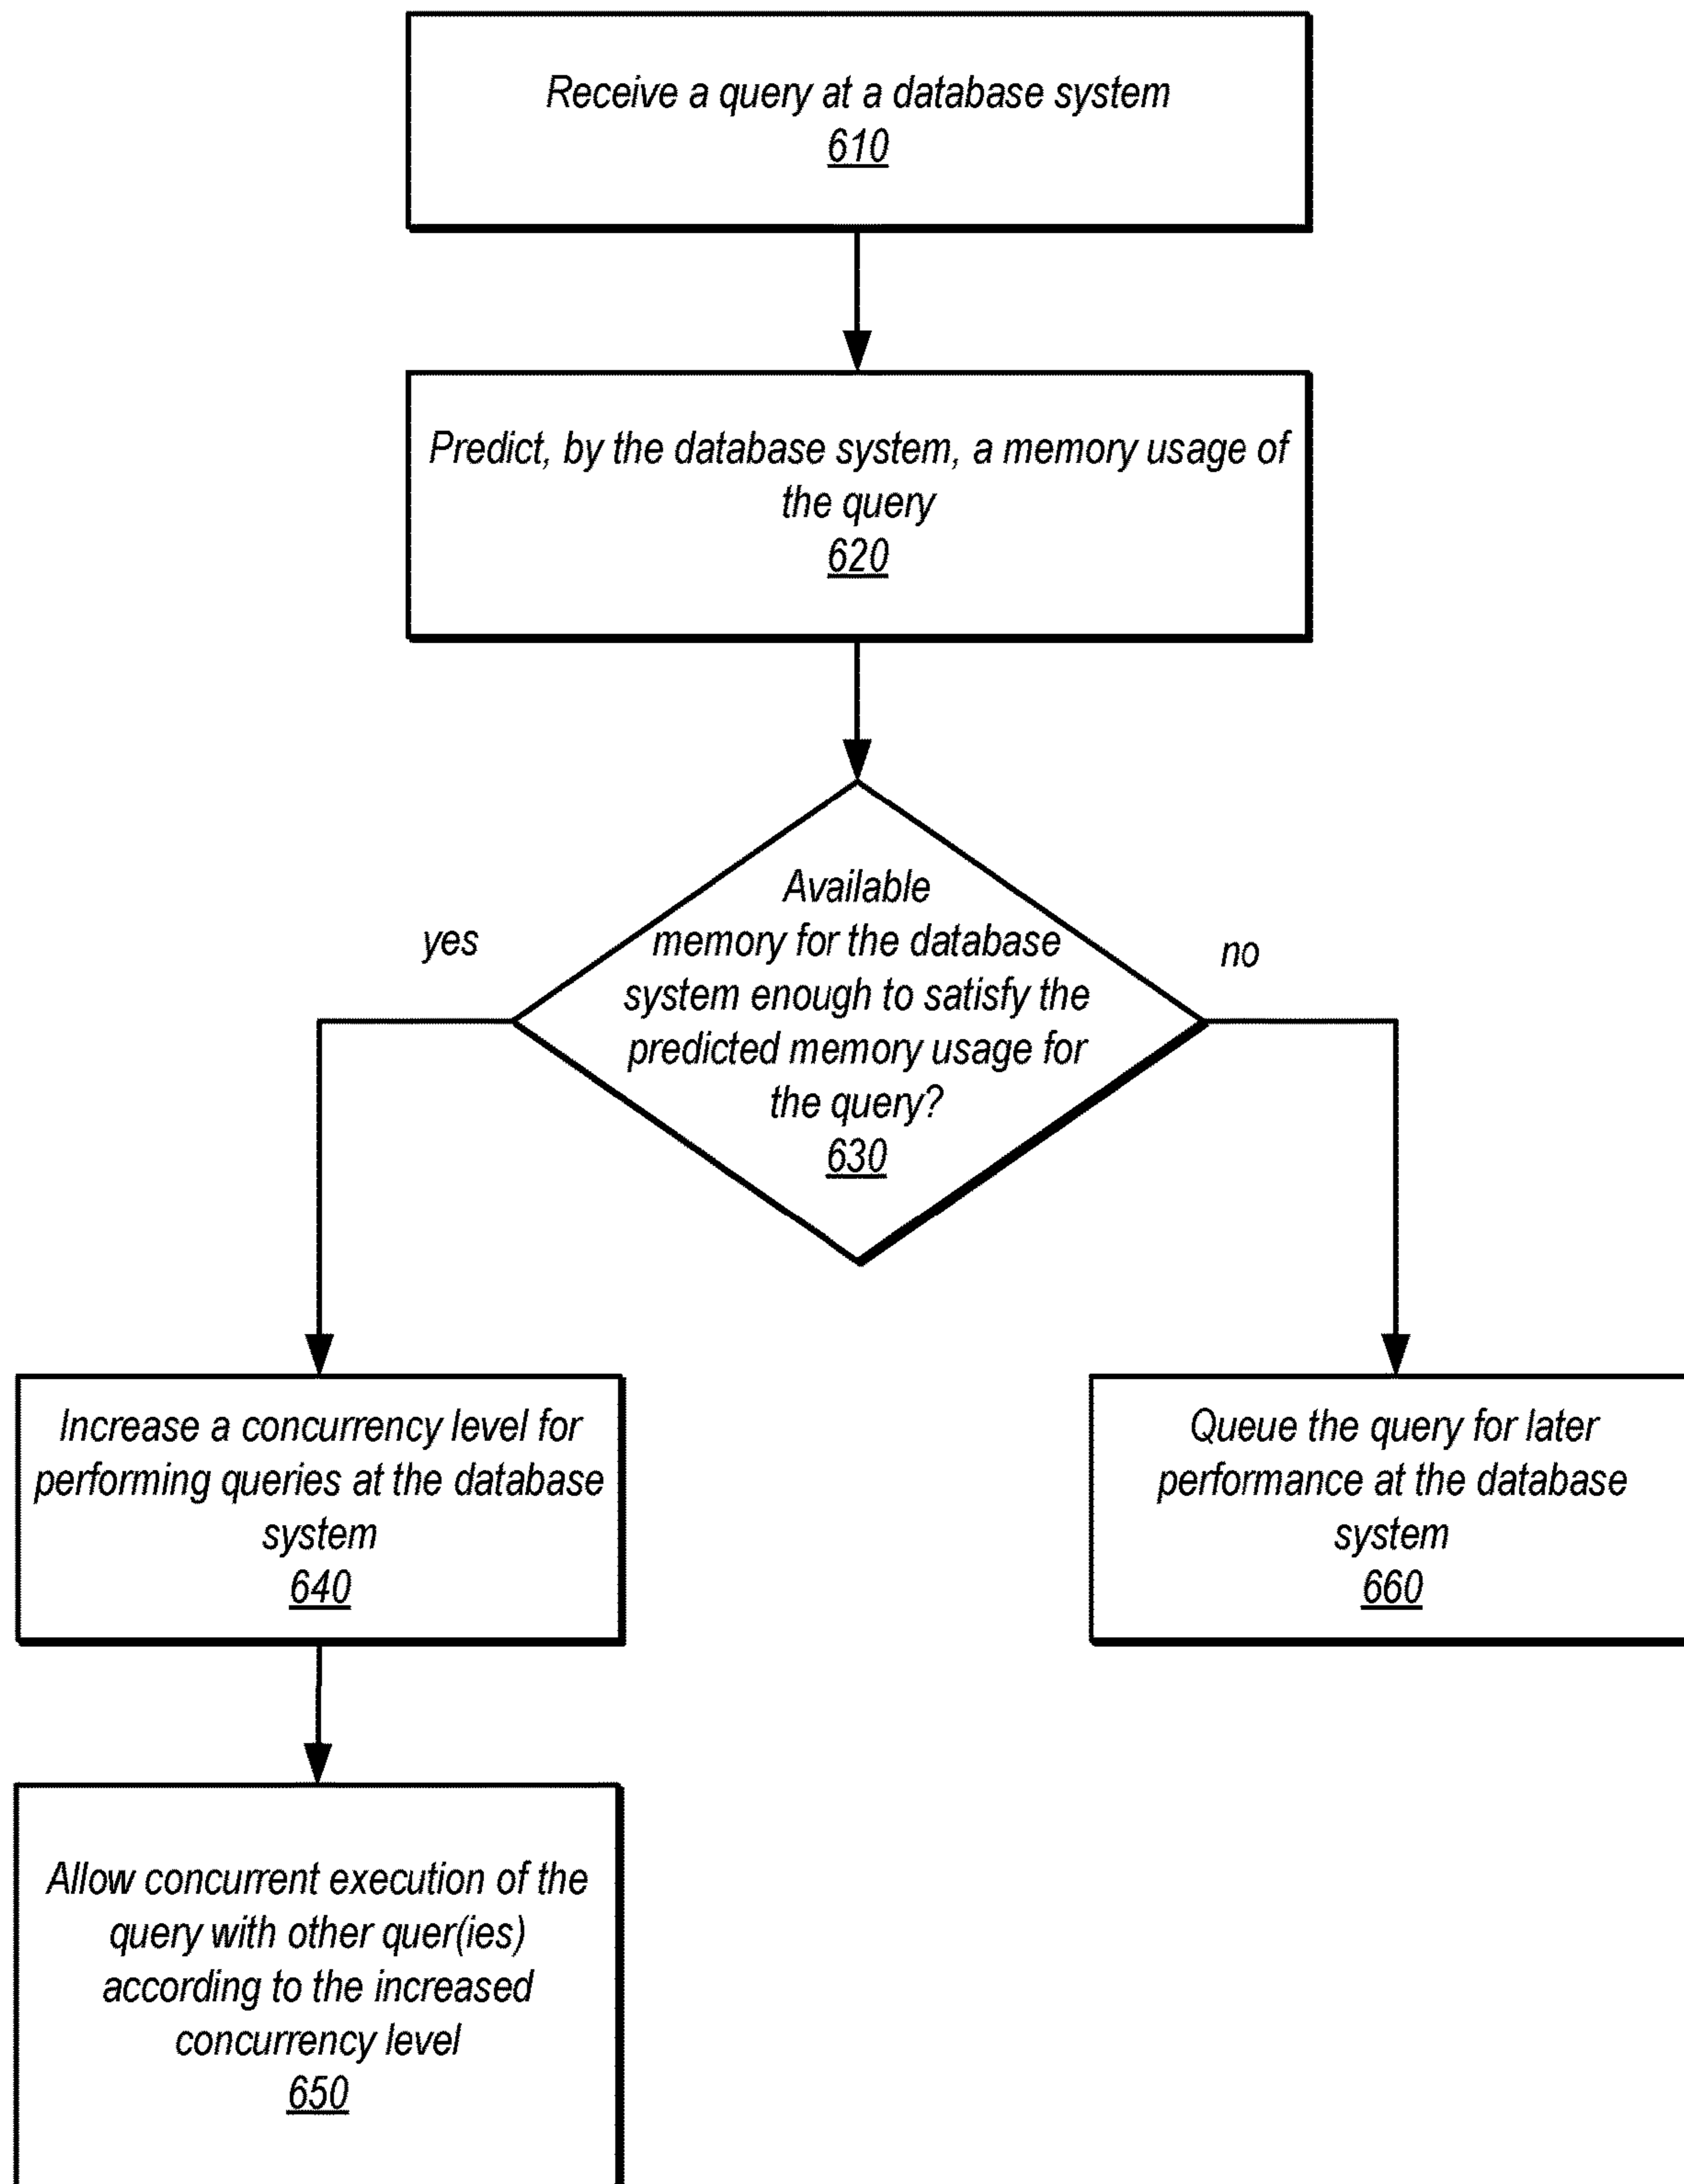 Receive a query at a database system
610
Predict, by the database system, a memory usage of
the query
620
Available
memory for the database
system enough to satisfy the
predicted memory usage for
the query?
630
yes
no
Increase a concurrency level for
performing queries at the database
system
640
Queue the query for later
performance at the database
system
660
Allow concurrent execution of the
query with other quer(ies)
according to the increased
concurrency level
650